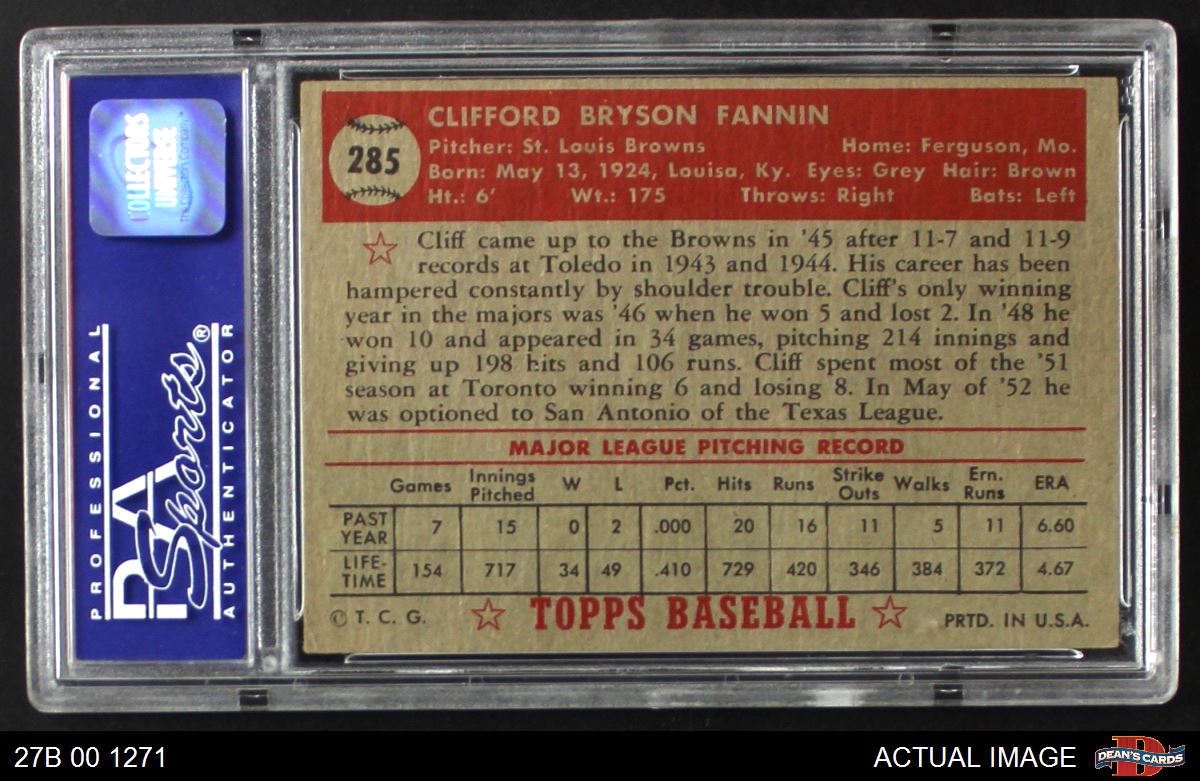 COLLECTORS
UNIVERSE
PROFESSIONAL
PSA
Sports®
AUTHENTICATOR
285
CLIFFORD BRYSON FANNIN
Pitcher: St. Louis Browns Home: Ferguson, Mo.
Born: May 13, 1924, Louisa, Ky. Eyes: Grey Hair: Brown
Ht.: 6' Wt.: 175 Throws: Right Bats: Left
Cliff came up to the Browns in '45 after 11-7 and 11-9
records at Toledo in 1943 and 1944. His career has been
hampered constantly by shoulder trouble. Cliff's only winning
year in the majors was '46 when he won 5 and lost 2. In '48 he
won 10 and appeared in 34 games, pitching 214 innings and
giving up 198 hits and 106 runs. Cliff spent most of the '51
season at Toronto winning 6 and losing 8. In May of '52 he
was optioned to San Antonio of the Texas League.
MAJOR LEAGUE PITCHING RECORD
Games Innings Pitched W L Pct. Hits Runs Strike Outs Walks Ern. Runs ERA
PAST YEAR 7 15 0 2 .000 20 16 11 5 11 6.60
LIFE-TIME 154 717 34 49 .410 729 420 346 384 372 4.67
© T. C. G. TOPPS BASEBALL PRTD. IN U.S.A.
27B 00 1271 ACTUAL IMAGE DEAN'S CARDS